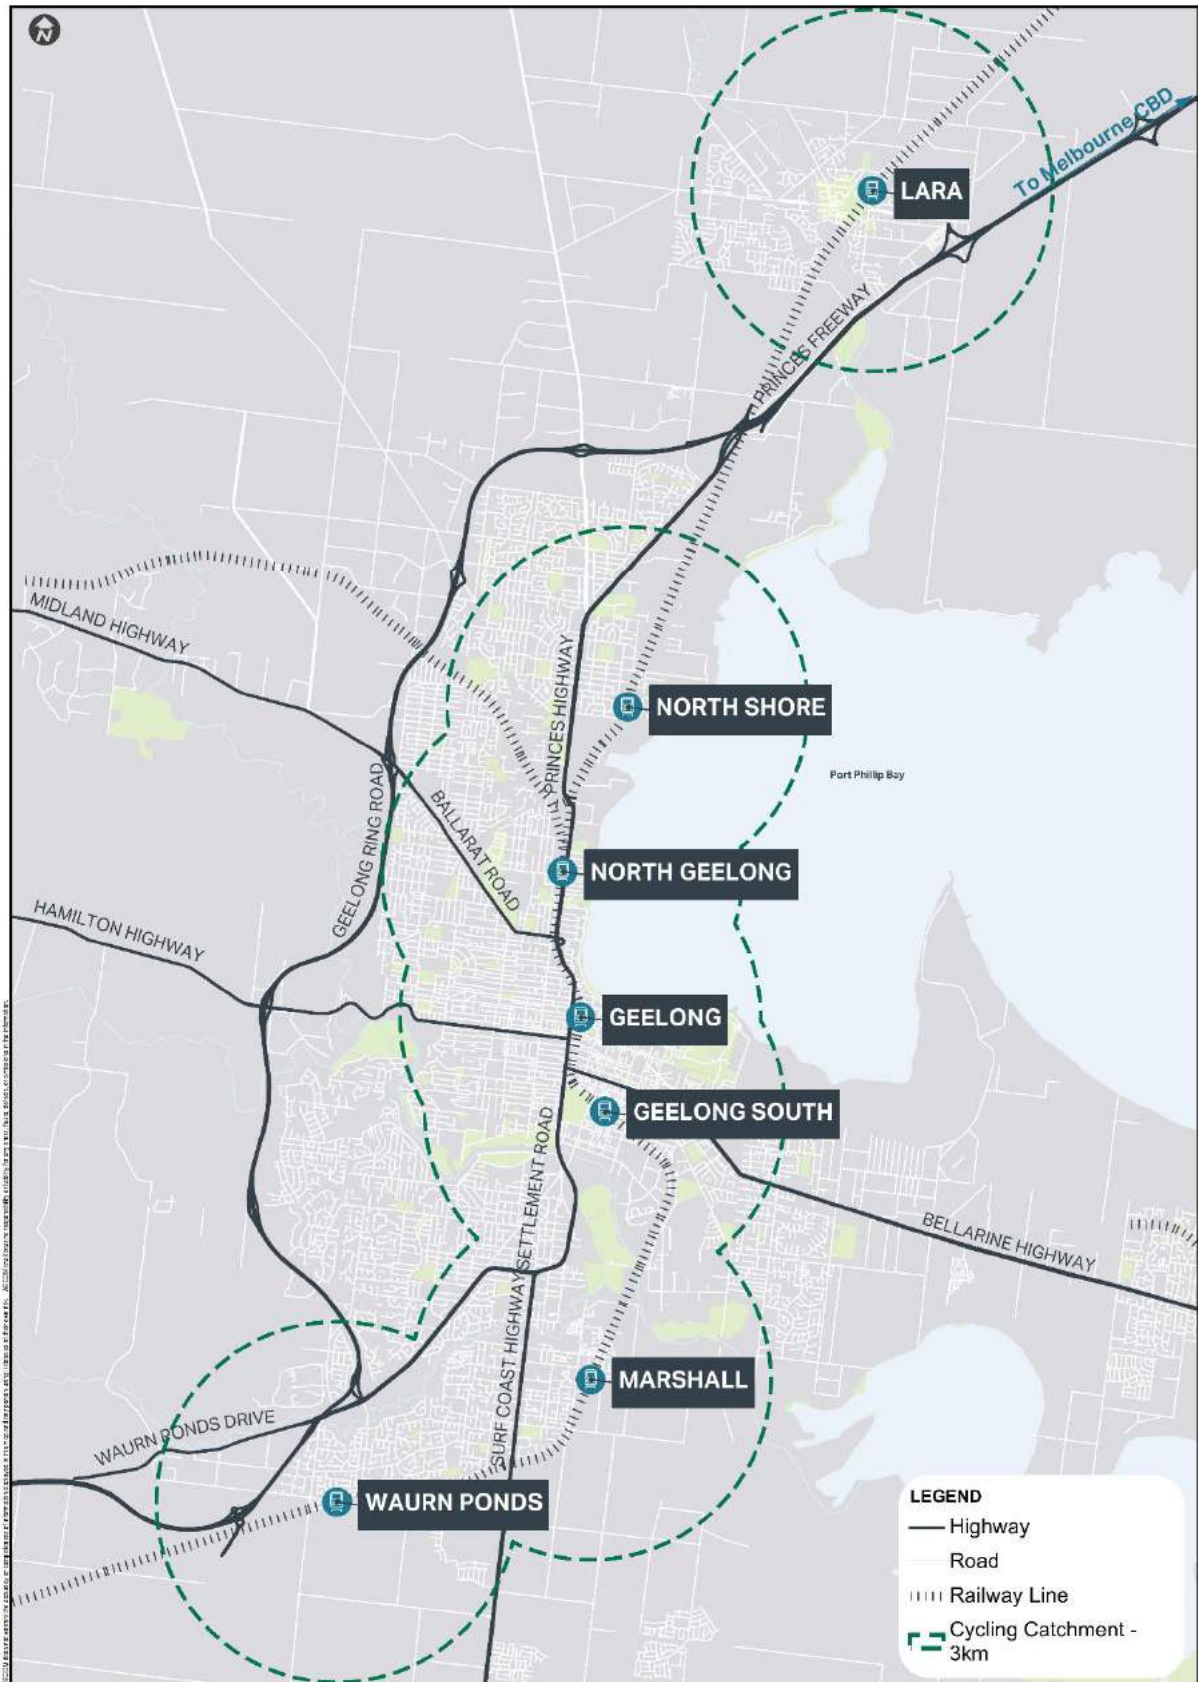 N
To Melbourne CBD
LARA
PRINCES FREEWAY
MIDLAND HIGHWAY
PRINCES HIGHWAY
NORTH SHORE
Port Phillip Bay
GEELONG RING ROAD
BALLARAT ROAD
NORTH GEELONG
HAMILTON HIGHWAY
GEELONG
GEELONG SOUTH
SETTLEMENT ROAD
BELLARINE HIGHWAY
SURF COAST HIGHWAY
MARSHALL
WAURN PONDS DRIVE
WAURN PONDS
LEGEND
Highway
Road
Railway Line
Cycling Catchment -
3km